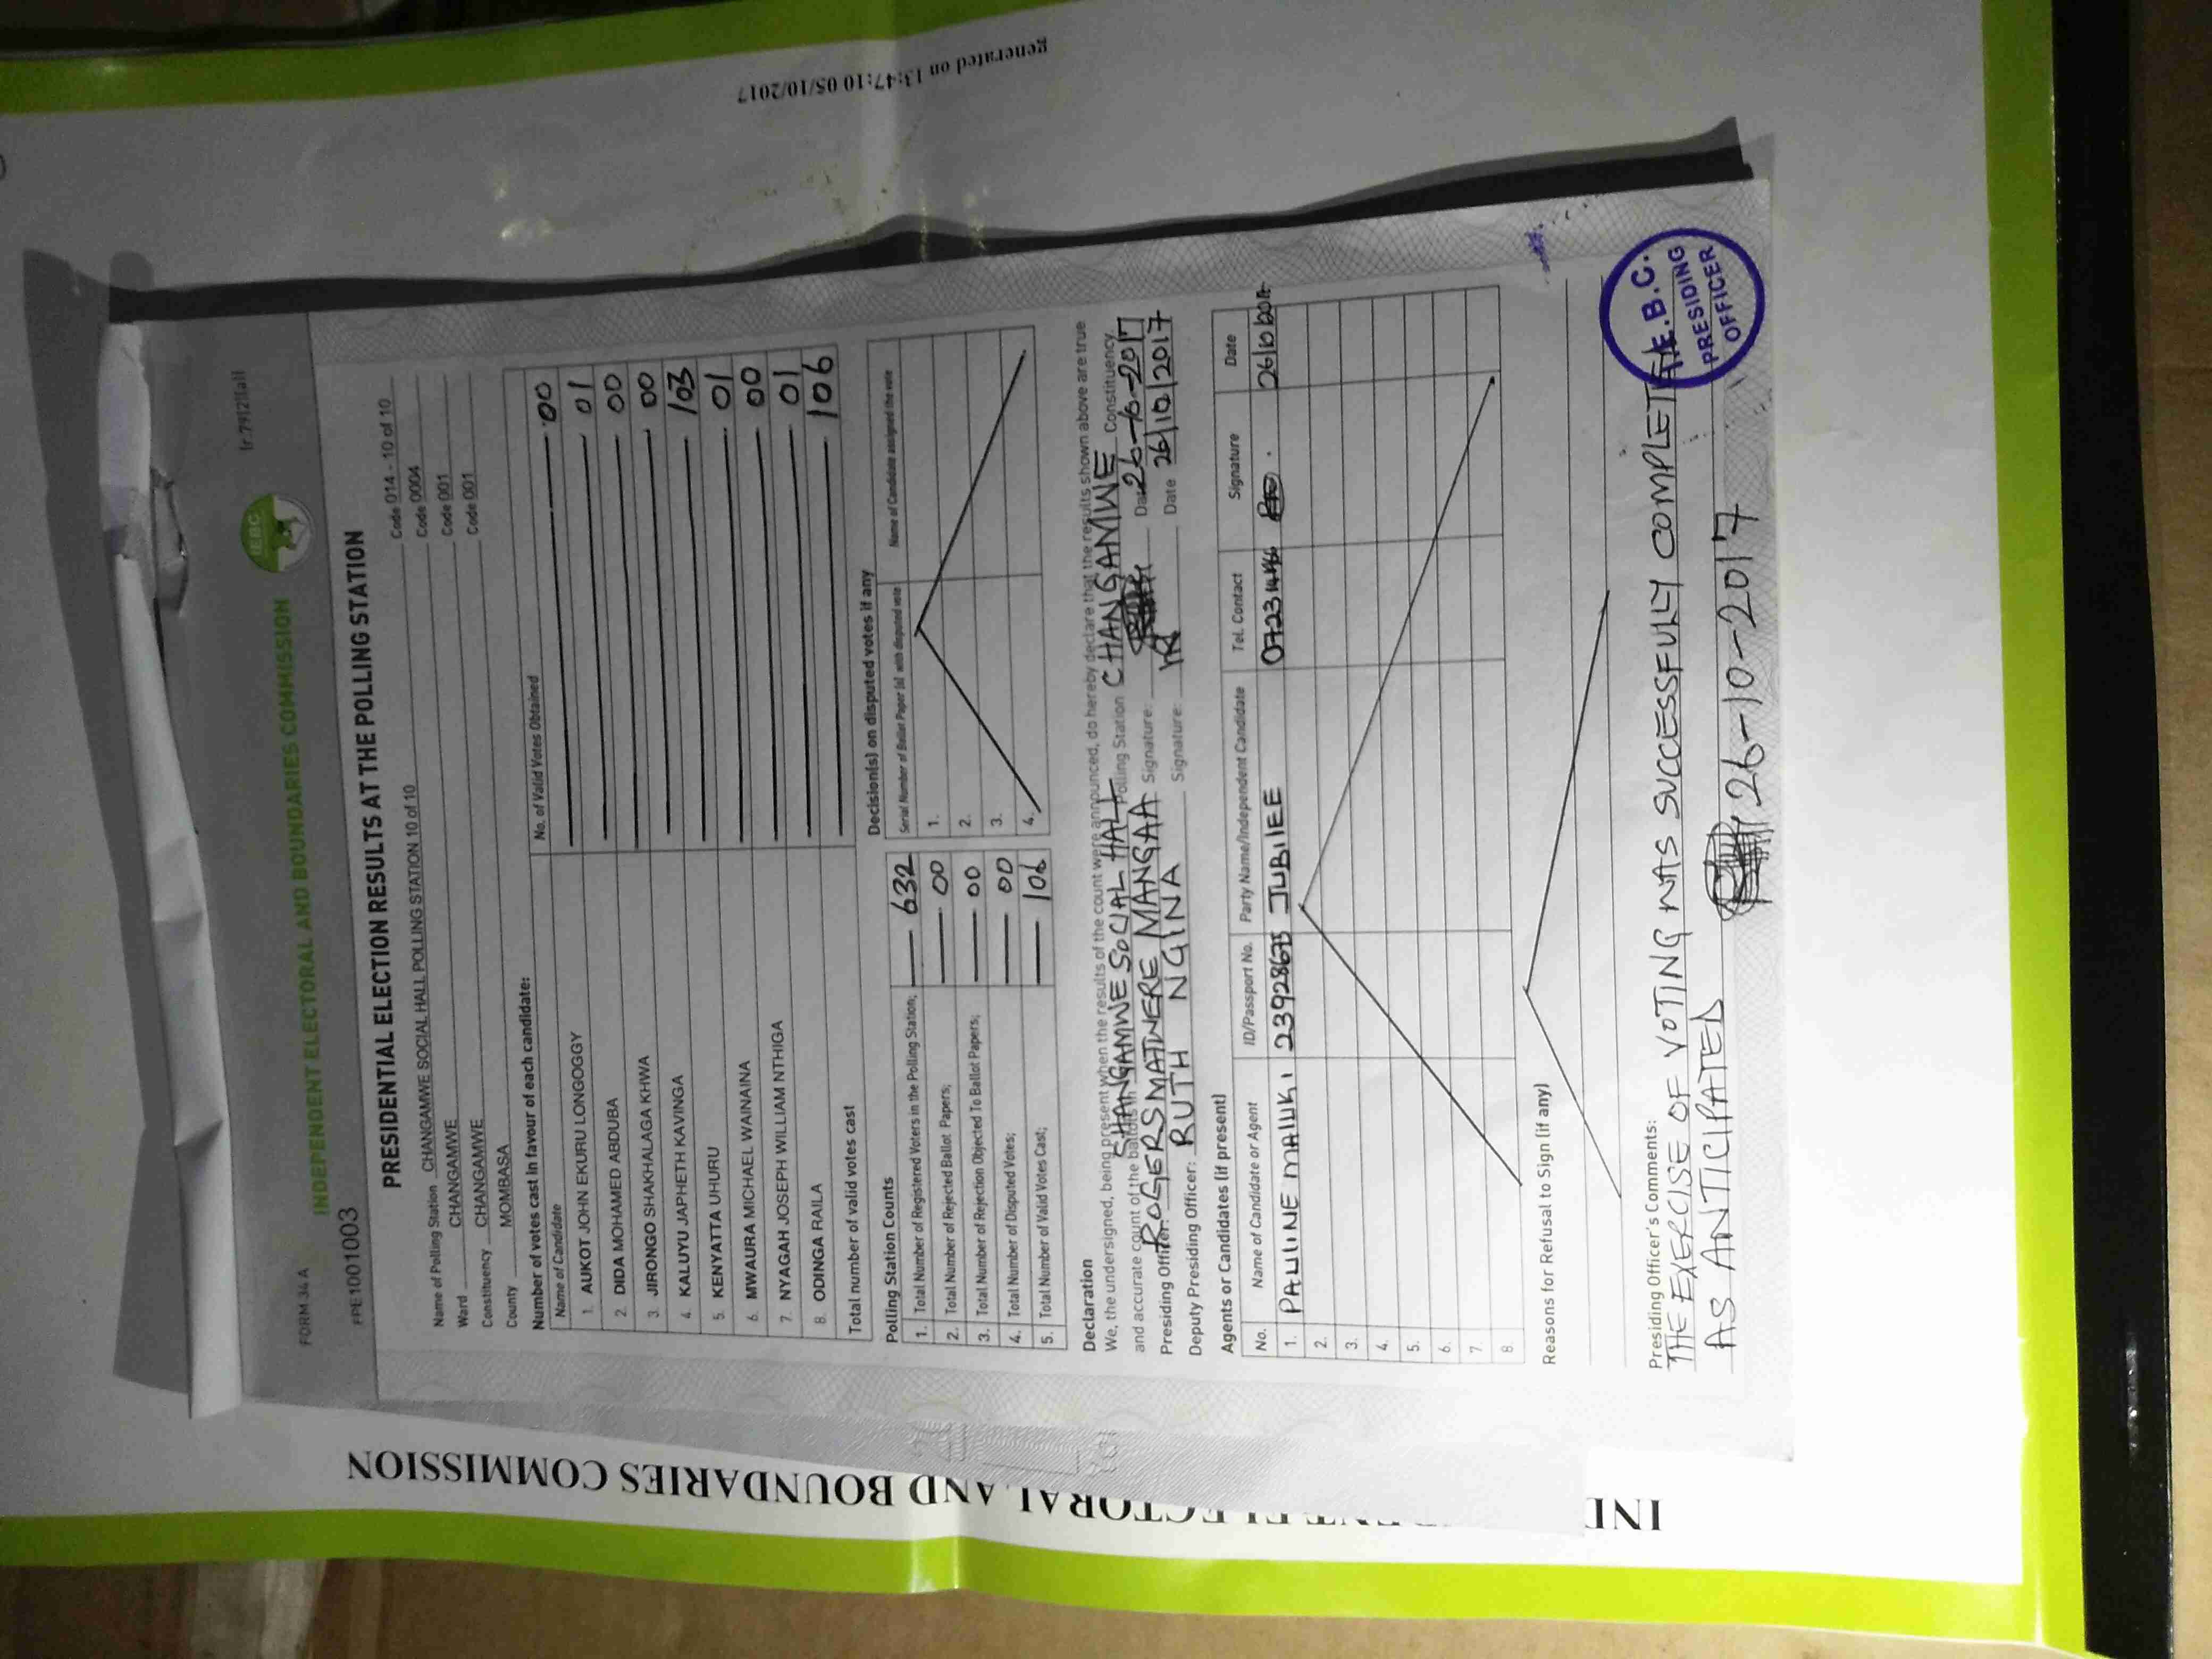 generated on 13:47:10 05/10/2017
INDEPENDENT ELECTORAL AND BOUNDARIES COMMISSION
IEBC
FORM 34 A
PPE1001003
PRESIDENTIAL ELECTION RESULTS AT THE POLLING STATION
Name of Polling Station CHANGAMWE SOCIAL HALL POLLING STATION 10 of 10 Code 014 - 10 of 10
Ward CHANGAMWE Code 0004
Constituency CHANGAMWE Code 001
County MOMBASA Code 001
Number of votes cast in favour of each candidate:
Name of Candidate No. of Valid Votes Obtained
00
1. AUKOT JOHN EKURU LONGOGGY 01
2. DIDA MOHAMED ABDUBA 00
3. JIRONGO SHAKHALAGA KHWA 00
4. KALUYU JAPHETH KAVINGA 103
5. KENYATTA UHURU 01
6. MWAURA MICHAEL WAINAINA 00
7. NYAGAH JOSEPH WILLIAM NTHIGA 01
8. ODINGA RAILA 106
Total number of valid votes cast
Polling Station Counts
1. Total Number of Registered Voters in the Polling Station; 632
2. Total Number of Rejected Ballot Papers; 00
3. Total Number of Rejection Objected To Ballot Papers; 00
4. Total Number of Disputed Votes; 00
5. Total Number of Valid Votes Cast; 106
Decision(s) on disputed votes if any
Serial Number of Ballot Paper (s) with disputed vote Name of Candidate assigned the vote
1.
2.
3.
4.
Declaration
We, the undersigned, being present when the results of the count were announced, do hereby declare that the results shown above are true
and accurate count of the ballots in CHANGAMWE SOCIAL HALL Polling Station CHANGAMWE Constituency.
Presiding Officer: ROGERS MATWERE MANGAA Signature: Date 26-10-2017
Deputy Presiding Officer: RUTH NGINA Signature: Date 26/10/2017
Agents or Candidates (if present)
No. Name of Candidate or Agent ID/Passport No. Party Name/Independent Candidate Tel. Contact Signature Date
1. PAULINE MAIUKI 23928673 JUBILEE 26/10/2017
2.
3.
4.
5.
6.
7.
8.
Reasons for Refusal to Sign (if any)
Presiding Officer's Comments:
THE EXERCISE OF VOTING WAS SUCCESSFULLY COMPLETE
AS ANTICIPATED 26-10-2017
I.E.B.C.
PRESIDING
OFFICER